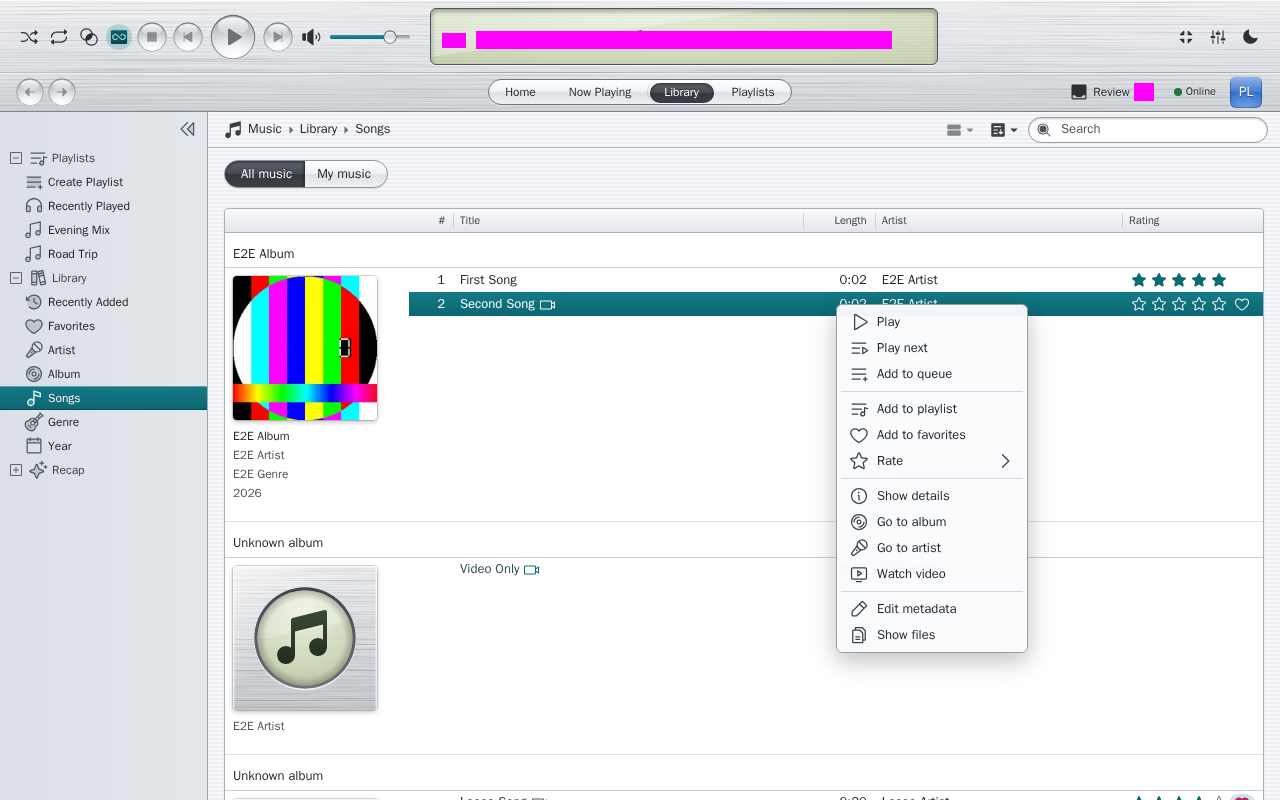 Home
Now Playing
Library
Playlists
Review
Online
PL
Music
Library
Songs
Search
Playlists
Create Playlist
Recently Played
Evening Mix
Road Trip
Library
Recently Added
Favorites
Artist
Album
Songs
Genre
Year
Recap
All music
My music
# Title Length Artist Rating
E2E Album
1 First Song 0:02 E2E Artist
2 Second Song 0:02 E2E Artist
E2E Album
E2E Artist
E2E Genre
2026
Play
Play next
Add to queue
Add to playlist
Add to favorites
Rate
Show details
Go to album
Go to artist
Watch video
Edit metadata
Show files
Unknown album
Video Only
E2E Artist
Unknown album